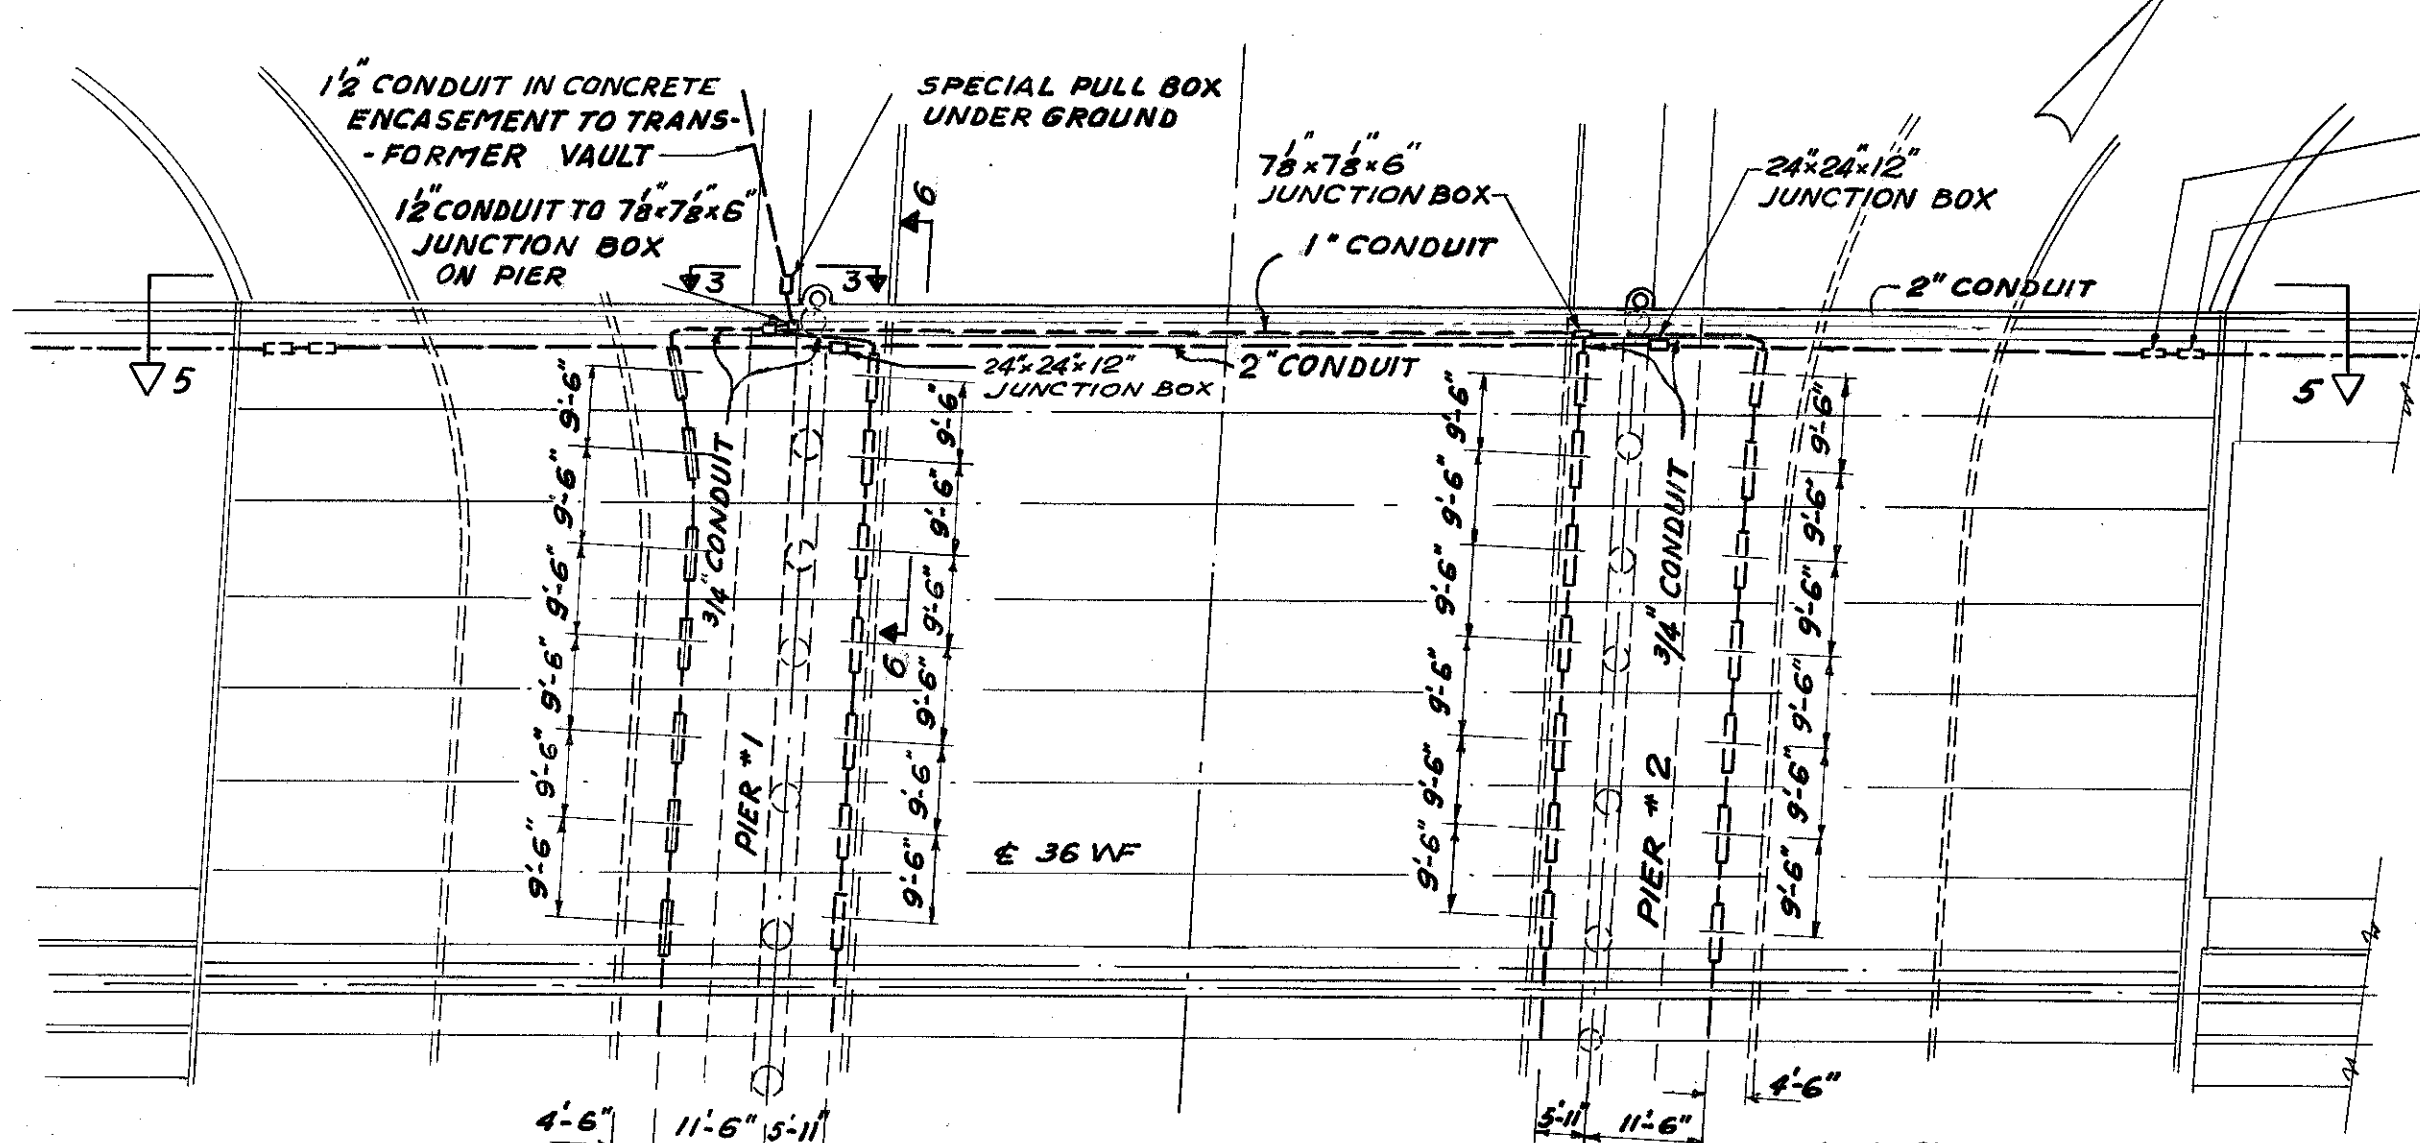 1½" CONDUIT IN CONCRETE
ENCASEMENT TO TRANS-
-FORMER VAULT
SPECIAL PULL BOX
UNDER GROUND
1½" CONDUIT TO 7⅛"×7⅛"×6"
JUNCTION BOX
ON PIER
7⅛"×7⅛"×6"
JUNCTION BOX
24"×24"×12"
JUNCTION BOX
1" CONDUIT
2" CONDUIT
6
3
3
5
5
24"×24"×12"
JUNCTION BOX
2" CONDUIT
9'-6"
9'-6"
9'-6"
9'-6"
9'-6"
9'-6"
3/4" CONDUIT
PIER #1
9'-6"
9'-6"
9'-6"
9'-6"
9'-6"
9'-6"
6
℄ 36 WF
9'-6"
9'-6"
9'-6"
9'-6"
9'-6"
9'-6"
3/4" CONDUIT
PIER #2
9'-6"
9'-6"
9'-6"
9'-6"
9'-6"
9'-6"
4'-6"
11'-6"
5'-11"
5'-11"
11'-6"
4'-6"